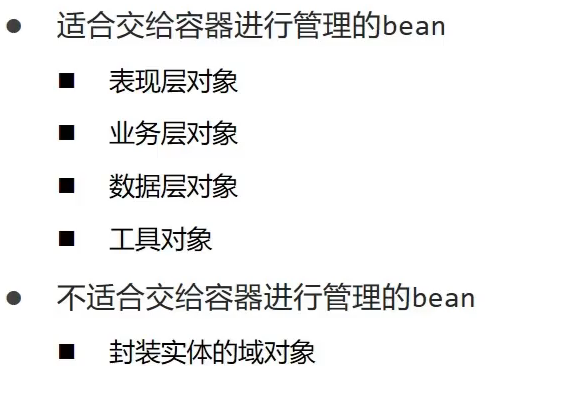 适合交给容器进行管理的bean
表现层对象
业务层对象
数据层对象
工具对象
不适合交给容器进行管理的bean
封装实体的域对象